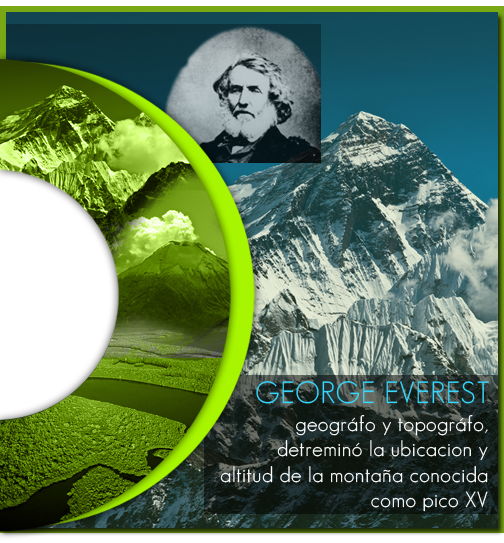 GEORGE EVEREST
geográfo y topográfo,
detreminó la ubicacion y
altitud de la montaña conocida
como pico XV